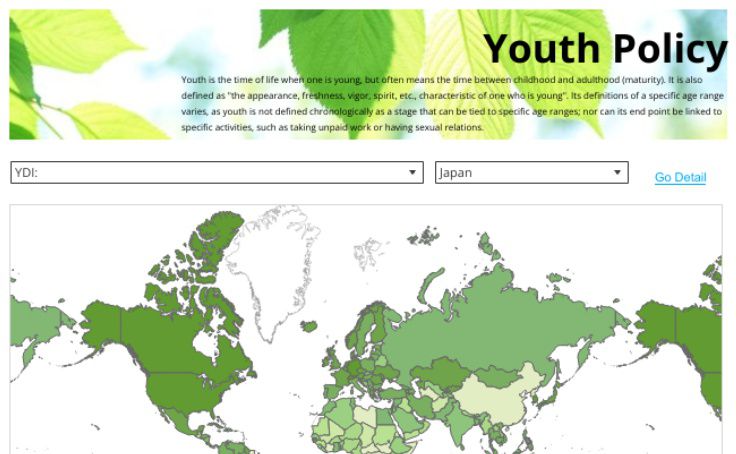 Youth Policy
Youth is the time of life when one is young, but often means the time between childhood and adulthood (maturity). It is also
defined as "the appearance, freshness, vigor, spirit, etc., characteristic of one who is young". Its definitions of a specific age range
varies, as youth is not defined chronologically as a stage that can be tied to specific age ranges; nor can its end point be linked to
specific activities, such as taking unpaid work or having sexual relations.
YDI:
Japan
Go Detail